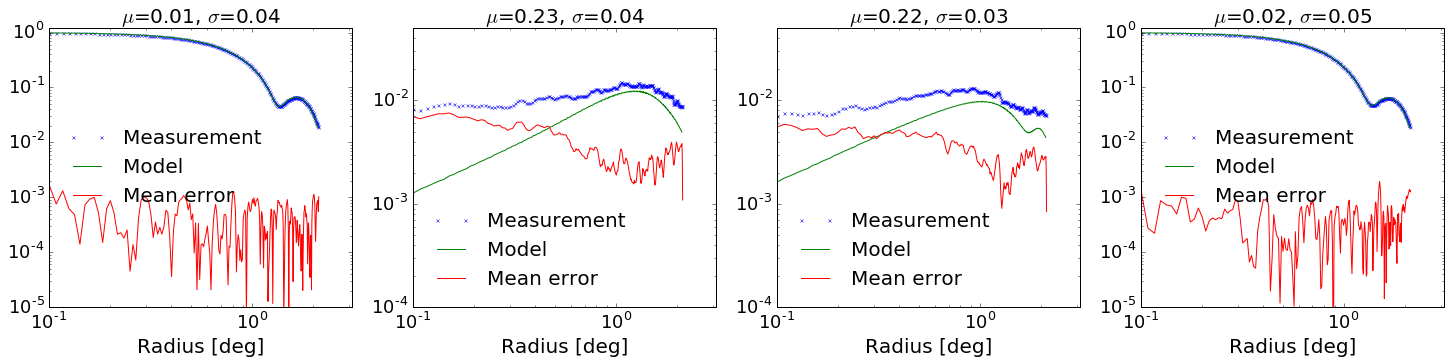 μ=0.01, σ=0.04
10^0
10^-1
10^-2
10^-3
10^-4
10^-5
Measurement
Model
Mean error
10^-1
10^0
Radius [deg]
μ=0.23, σ=0.04
10^-2
10^-3
10^-4
Measurement
Model
Mean error
10^-1
10^0
Radius [deg]
μ=0.22, σ=0.03
10^-2
10^-3
10^-4
Measurement
Model
Mean error
10^-1
10^0
Radius [deg]
μ=0.02, σ=0.05
10^0
10^-1
10^-2
10^-3
10^-4
10^-5
Measurement
Model
Mean error
10^-1
10^0
Radius [deg]